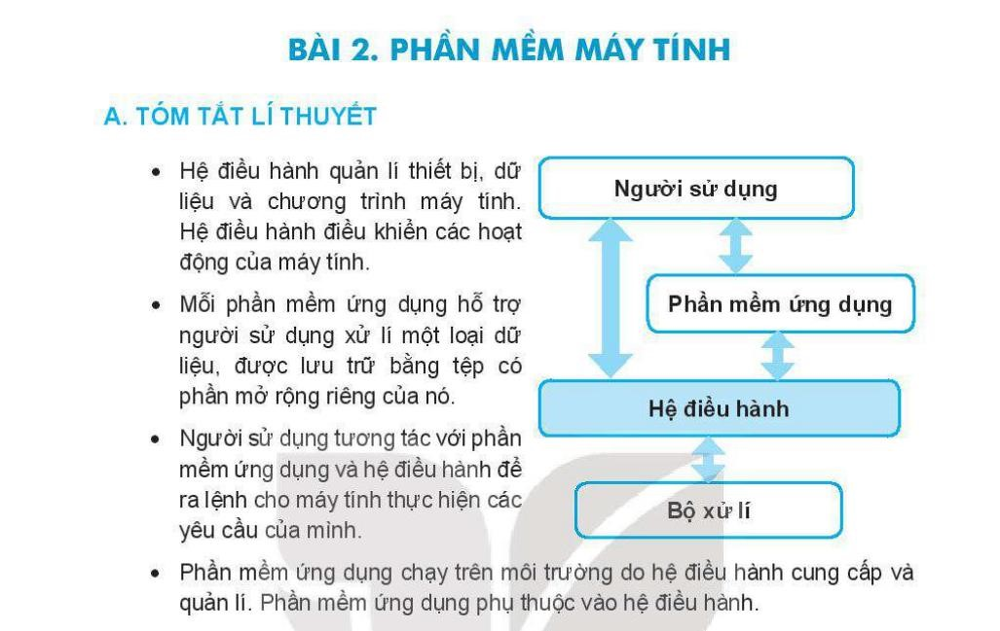 BÀI 2. PHẦN MỀM MÁY TÍNH
A. TÓM TẮT LÍ THUYẾT
• Hệ điều hành quản lí thiết bị, dữ
liệu và chương trình máy tính.
Hệ điều hành điều khiển các hoạt
động của máy tính.
• Mỗi phần mềm ứng dụng hỗ trợ
người sử dụng xử lí một loại dữ
liệu, được lưu trữ bằng tệp có
phần mở rộng riêng của nó.
• Người sử dụng tương tác với phần
mềm ứng dụng và hệ điều hành để
ra lệnh cho máy tính thực hiện các
yêu cầu của mình.
Người sử dụng
Phần mềm ứng dụng
Hệ điều hành
Bộ xử lí
• Phần mềm ứng dụng chạy trên môi trường do hệ điều hành cung cấp và
quản lí. Phần mềm ứng dụng phụ thuộc vào hệ điều hành.